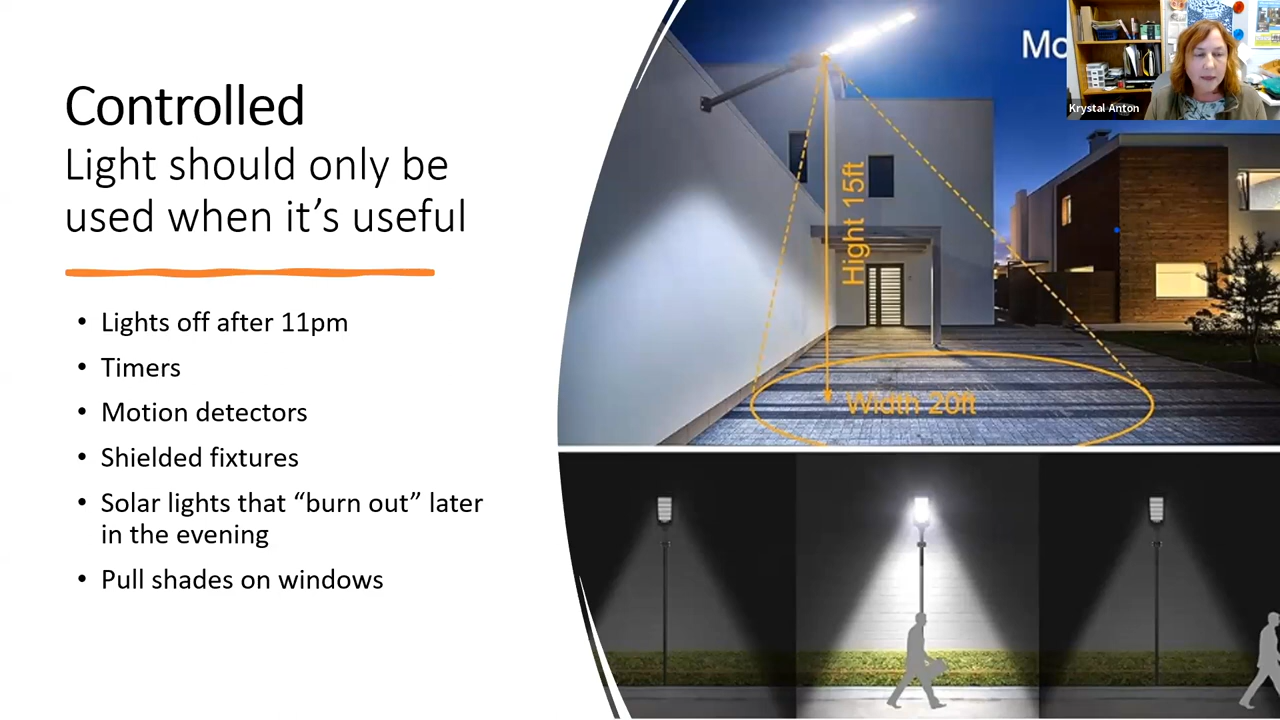 Controlled
Light should only be
used when it's useful
• Lights off after 11pm
• Timers
• Motion detectors
• Shielded fixtures
• Solar lights that “burn out” later
in the evening
• Pull shades on windows
Mo
Krystal Anton
Hight 15ft
Width 20ft